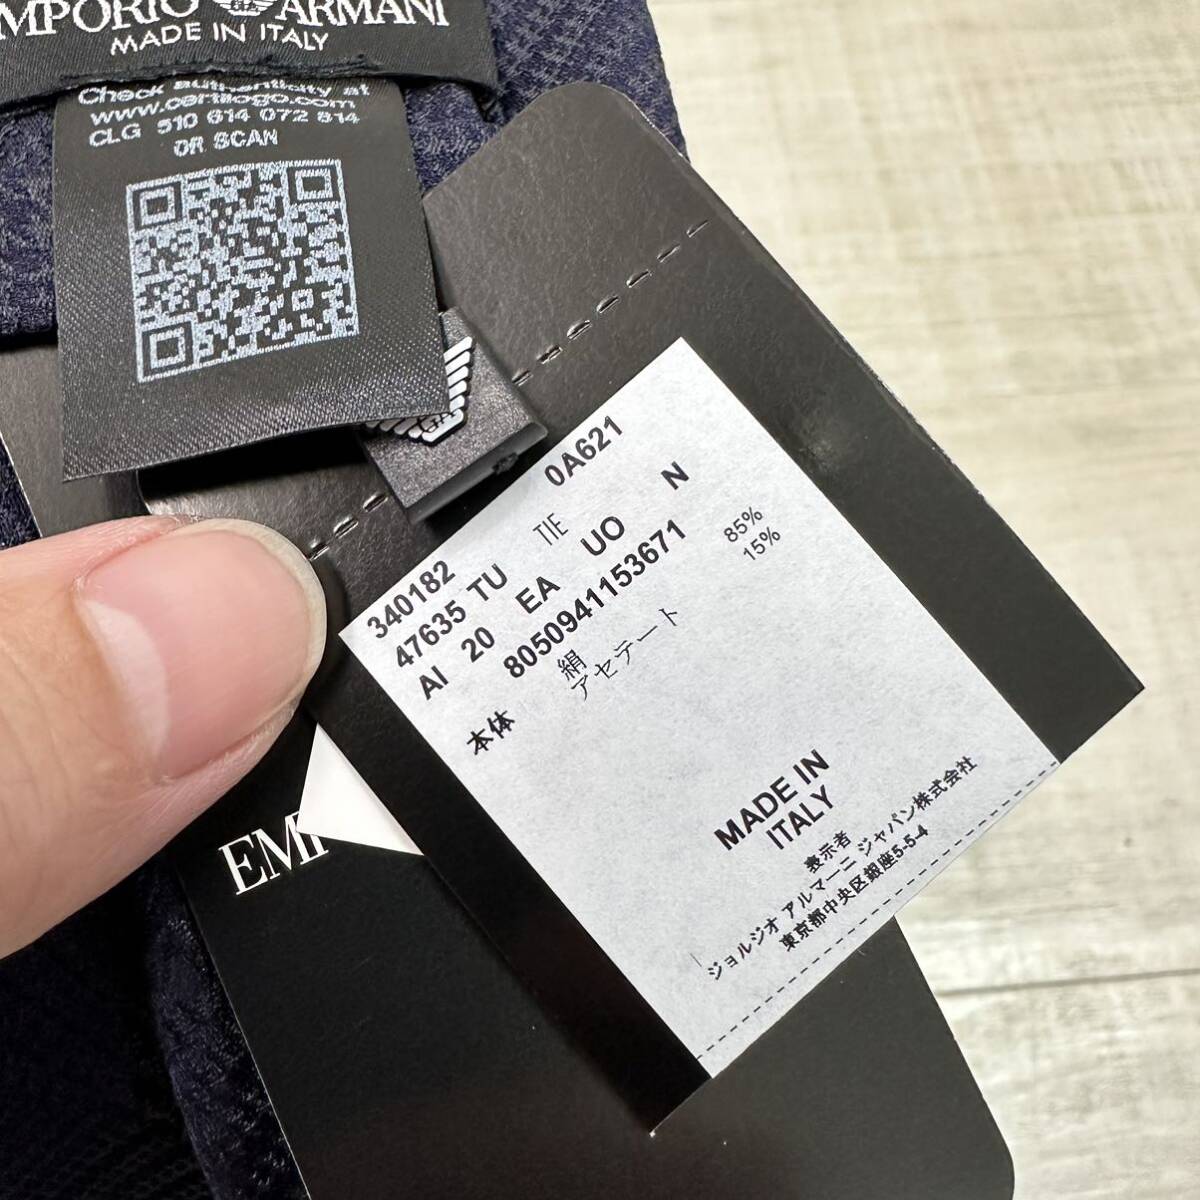 EMPORIO ARMANI
MADE IN ITALY
Check authenticity at
www.certilogo.com
CLG 510 614 072 814
OR SCAN
340182 TIE 0A621
47635 TU
AI 20 EA UO N
8050941153671
本体 絹 85%
アセテート 15%
MADE IN
ITALY
表示者
ジョルジオ アルマーニ ジャパン株式会社
東京都中央区銀座5-5-4
EMP